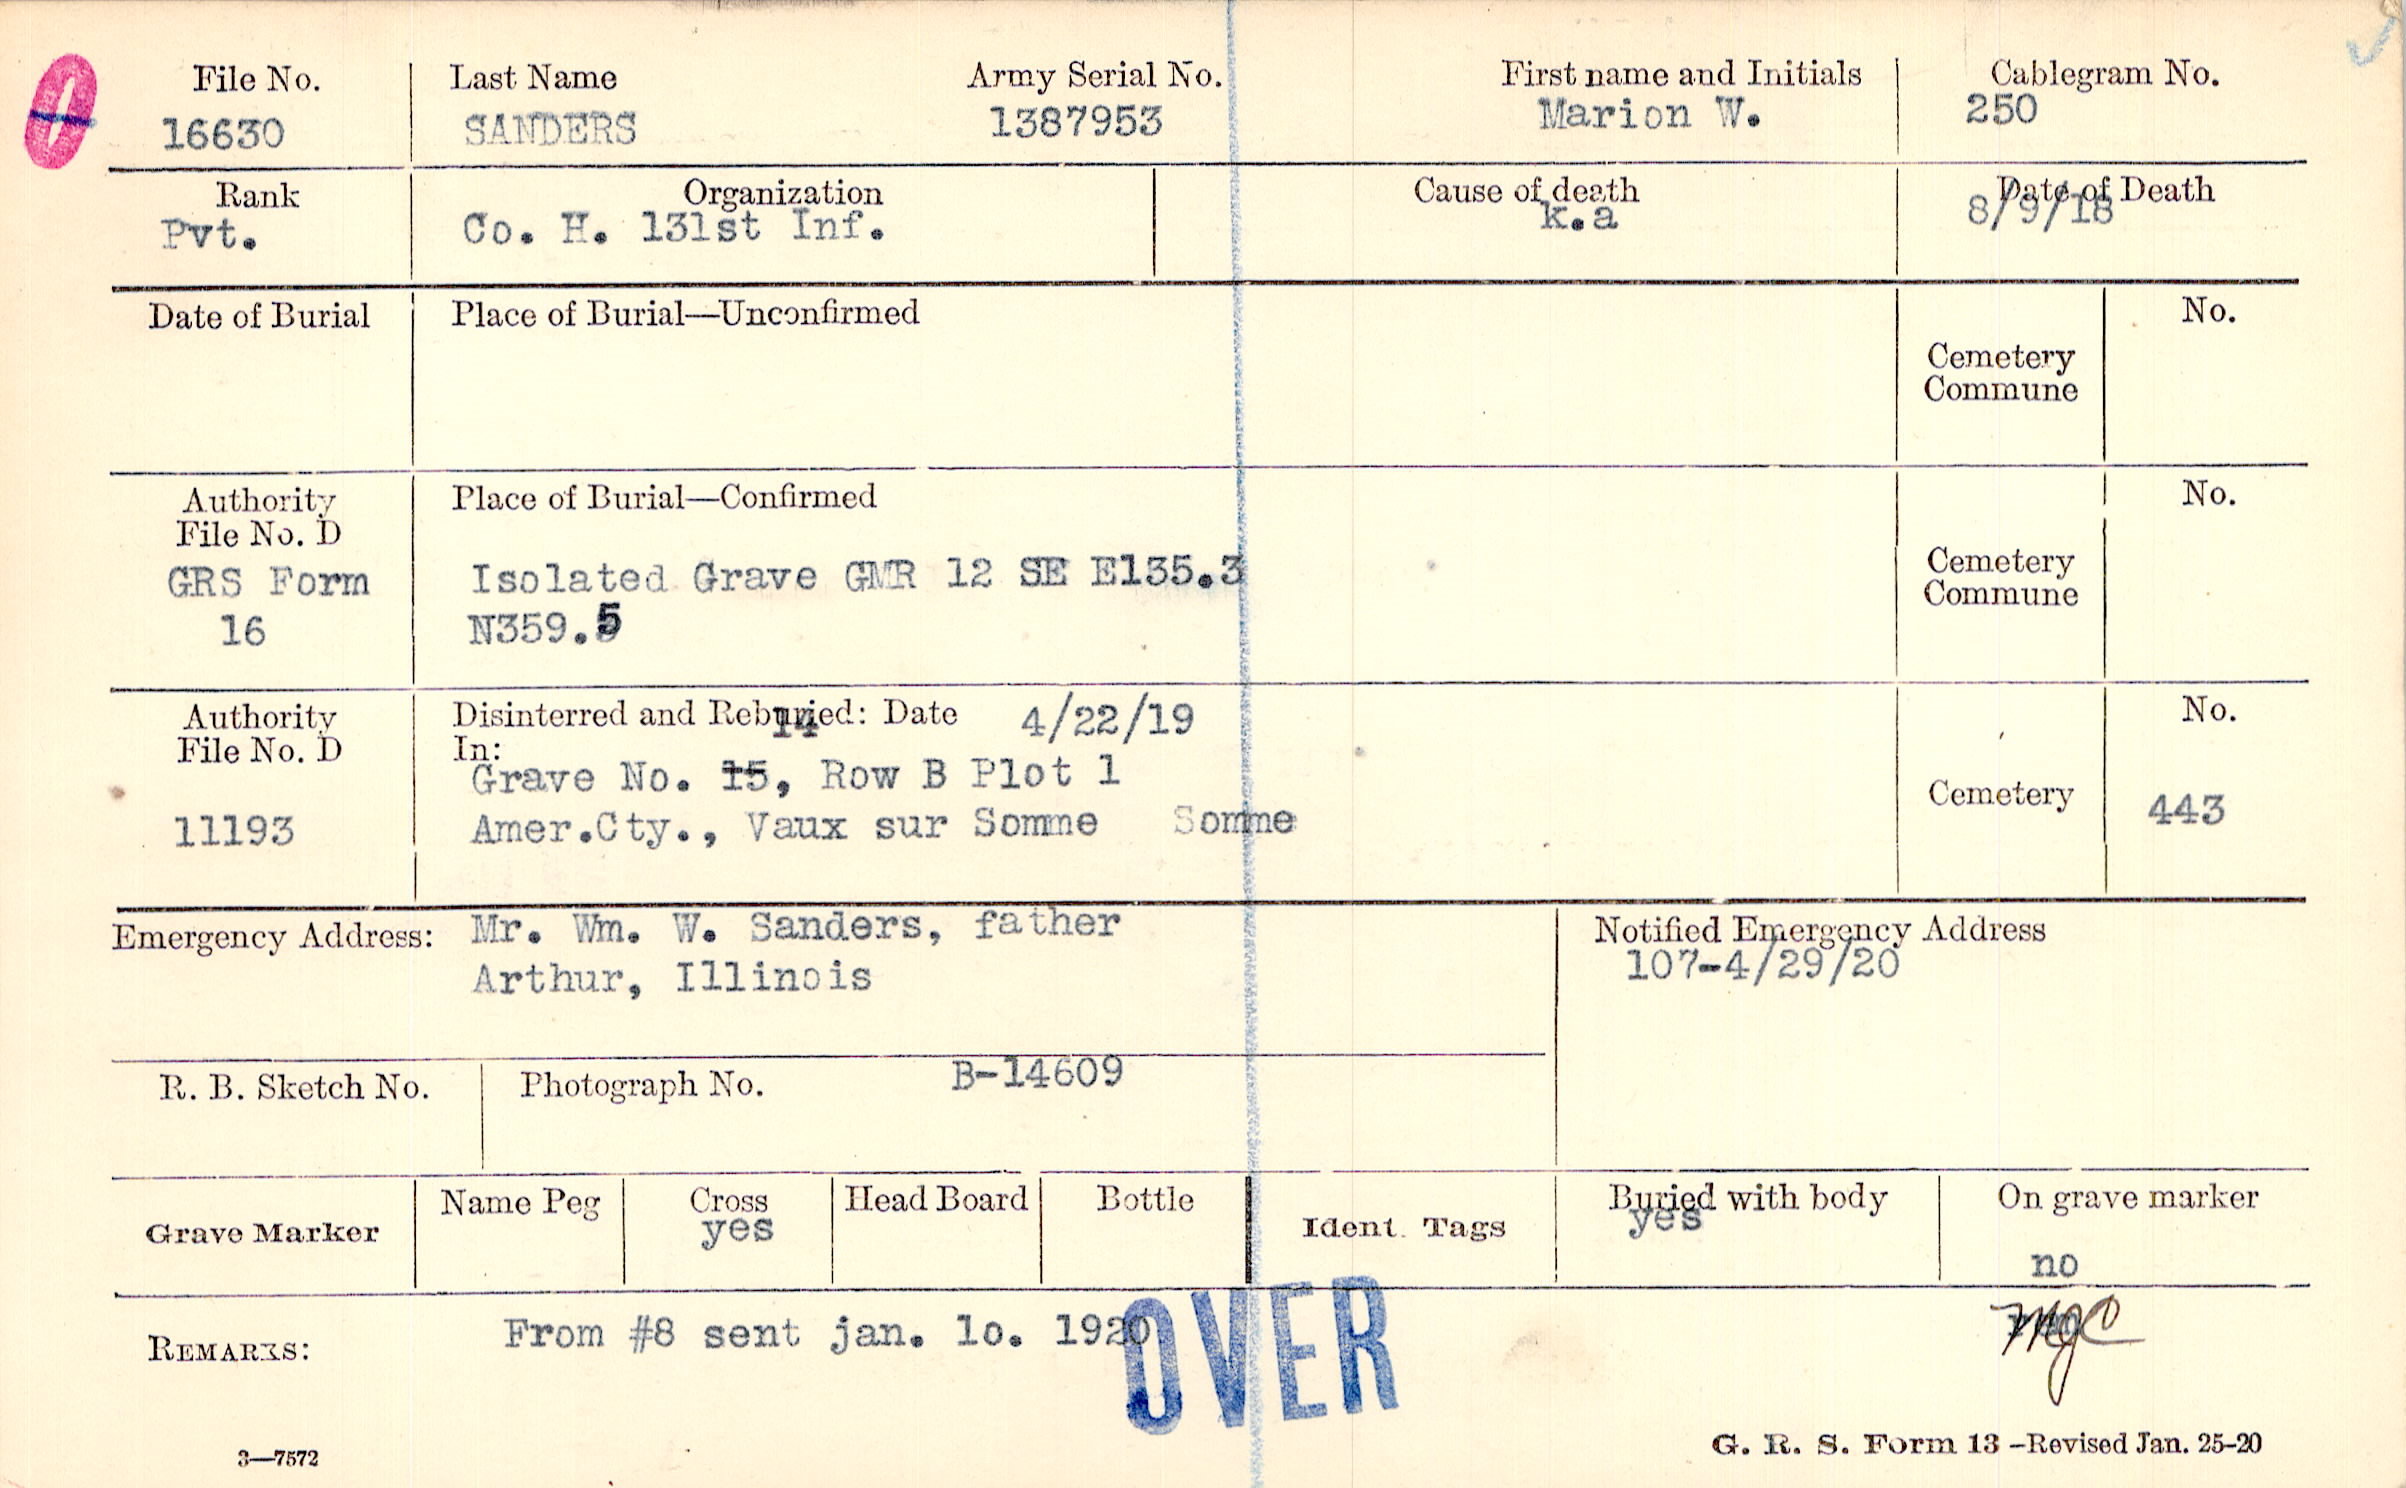 File No. Last Name Army Serial No. First name and Initials Cablegram No.
16630 SANDERS 1387953 Marion W. 250
Rank Organization Cause of death Date of Death
Pvt. Co. H. 131st Inf. k.a 8/9/18
Date of Burial Place of Burial—Unconfirmed No.
Cemetery
Commune
Authority Place of Burial—Confirmed No.
File No. D
GRS Form Isolated Grave GMR 12 SE E135.3
16 N359.5
Cemetery
Commune
Authority Disinterred and Reburied: Date 4/22/19 No.
File No. D In:
14
Grave No. 15, Row B Plot 1
11193 Amer.Cty., Vaux sur Somme Somme
Cemetery 443
Emergency Address: Mr. Wm. W. Sanders, father
Arthur, Illinois
Notified Emergency Address
107-4/29/20
R. B. Sketch No. Photograph No. B-14609
Grave Marker Name Peg Cross Head Board Bottle Ident. Tags Buried with body On grave marker
yes yes no
REMARKS: From #8 sent jan. lo. 1920
OVER
MJC
3—7572 G. R. S. Form 13 —Revised Jan. 25-20